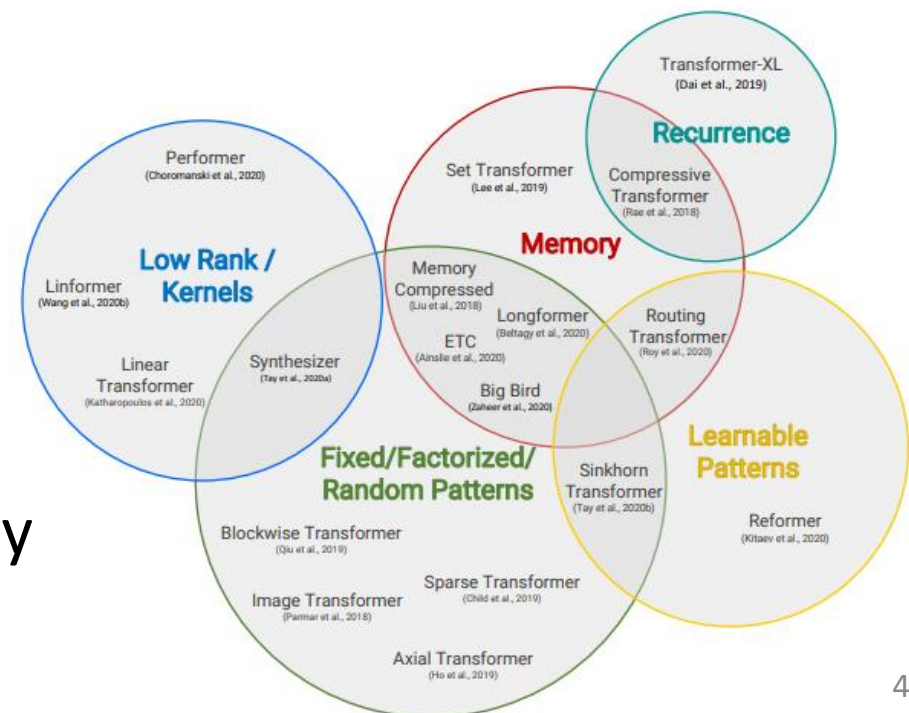 Transformer-XL
(Dai et al., 2019)
Recurrence
Compressive
Transformer
(Rae et al., 2018)
Performer
(Choromanski et al., 2020)
Low Rank /
Kernels
Linformer
(Wang et al., 2020b)
Linear
Transformer
(Katharopoulos et al., 2020)
Synthesizer
(Tay et al., 2020a)
Set Transformer
(Lee et al., 2019)
Memory
Memory
Compressed
(Liu et al., 2018)
Longformer
(Beltagy et al., 2020)
ETC
(Ainslie et al., 2020)
Big Bird
(Zaheer et al., 2020)
Routing
Transformer
(Roy et al., 2020)
Learnable
Patterns
Sinkhorn
Transformer
(Tay et al., 2020b)
Reformer
(Kitaev et al., 2020)
Fixed/Factorized/
Random Patterns
Blockwise Transformer
(Qiu et al., 2019)
Sparse Transformer
(Child et al., 2019)
Image Transformer
(Parmar et al., 2018)
Axial Transformer
(Ho et al., 2019)
y
4